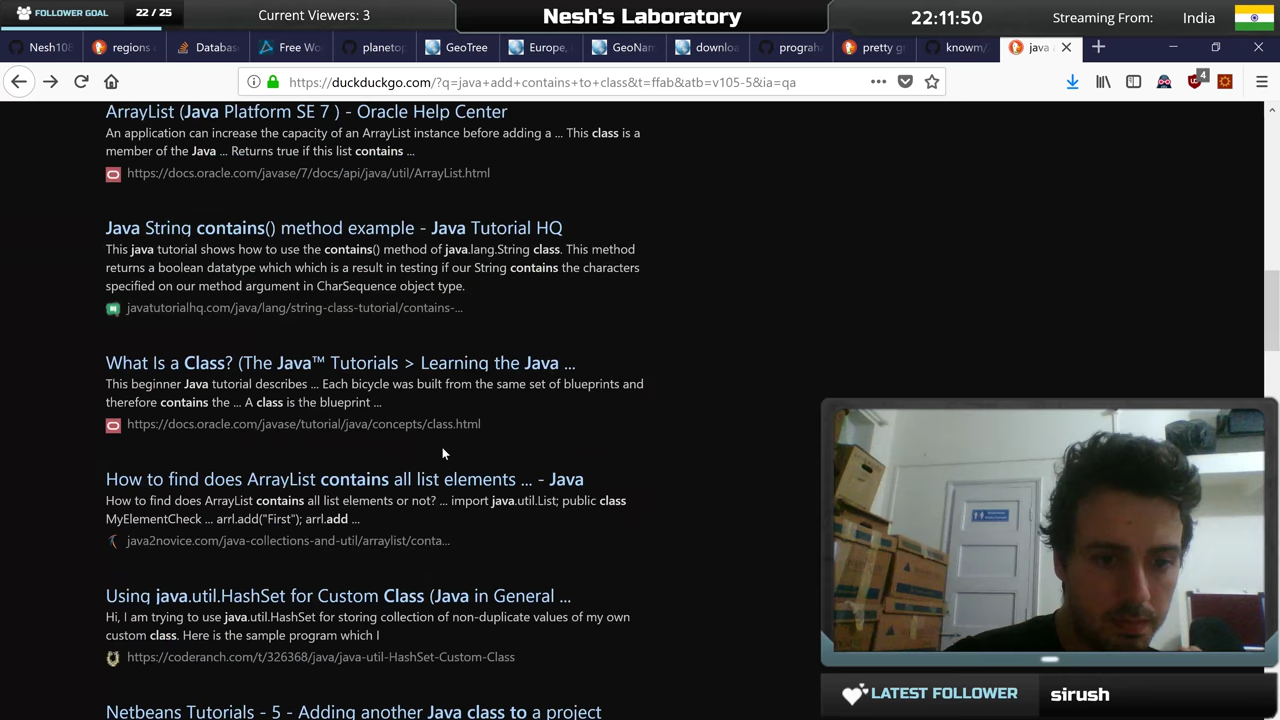 FOLLOWER GOAL 22 / 25 Current Viewers: 3 Nesh's Laboratory 22:11:50 Streaming From: India
Nesh108 regions Databas Free Wo planetop GeoTree Europe, GeoNam downloa prograha pretty gr knowm/ java
https://duckduckgo.com/?q=java+add+contains+to+class&t=ffab&atb=v105-5&ia=qa
4
ArrayList (Java Platform SE 7 ) - Oracle Help Center
An application can increase the capacity of an ArrayList instance before adding a ... This class is a
member of the Java ... Returns true if this list contains ...
https://docs.oracle.com/javase/7/docs/api/java/util/ArrayList.html
Java String contains() method example - Java Tutorial HQ
This java tutorial shows how to use the contains() method of java.lang.String class. This method
returns a boolean datatype which which is a result in testing if our String contains the characters
specified on our method argument in CharSequence object type.
javatutorialhq.com/java/lang/string-class-tutorial/contains-...
What Is a Class? (The Java™ Tutorials > Learning the Java ...
This beginner Java tutorial describes ... Each bicycle was built from the same set of blueprints and
therefore contains the ... A class is the blueprint ...
https://docs.oracle.com/javase/tutorial/java/concepts/class.html
How to find does ArrayList contains all list elements ... - Java
How to find does ArrayList contains all list elements or not? ... import java.util.List; public class
MyElementCheck ... arrl.add("First"); arrl.add ...
java2novice.com/java-collections-and-util/arraylist/conta...
Using java.util.HashSet for Custom Class (Java in General ...
Hi, I am trying to use java.util.HashSet for storing collection of non-duplicate values of my own
custom class. Here is the sample program which I
https://coderanch.com/t/326368/java/java-util-HashSet-Custom-Class
Netbeans Tutorials - 5 - Adding another Java class to a project
LATEST FOLLOWER sirush